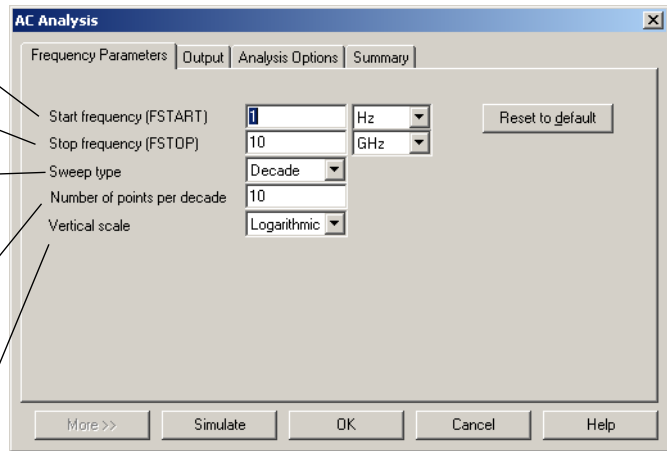 AC Analysis
Frequency Parameters Output Analysis Options Summary
Start frequency (FSTART) 1 Hz Reset to default
Stop frequency (FSTOP) 10 GHz
Sweep type Decade
Number of points per decade 10
Vertical scale Logarithmic
More >> Simulate OK Cancel Help